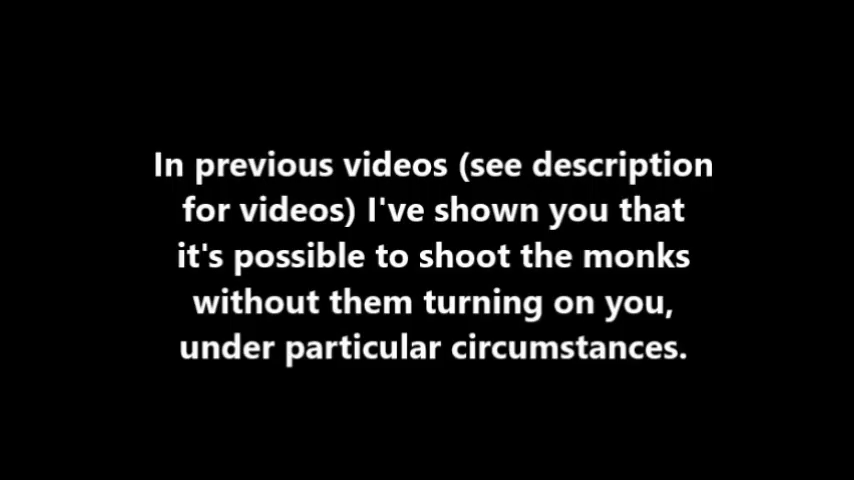 In previous videos (see description
for videos) I've shown you that
it's possible to shoot the monks
without them turning on you,
under particular circumstances.